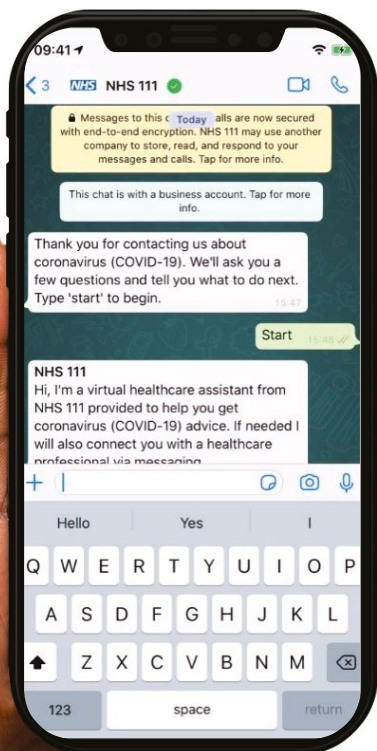 09:41
3 NHS NHS 111
Messages to this c Today alls are now secured
with end-to-end encryption. NHS 111 may use another
company to store, read, and respond to your
messages and calls. Tap for more info.
This chat is with a business account. Tap for more
info.
Thank you for contacting us about
coronavirus (COVID-19). We'll ask you a
few questions and tell you what to do next.
Type 'start' to begin.
15:47
Start 15:48
NHS 111
Hi, I'm a virtual healthcare assistant from
NHS 111 provided to help you get
coronavirus (COVID-19) advice. If needed I
will also connect you with a healthcare
professional via messaging
Hello Yes I
Q W E R T Y U I O P
A S D F G H J K L
Z X C V B N M
123 space return